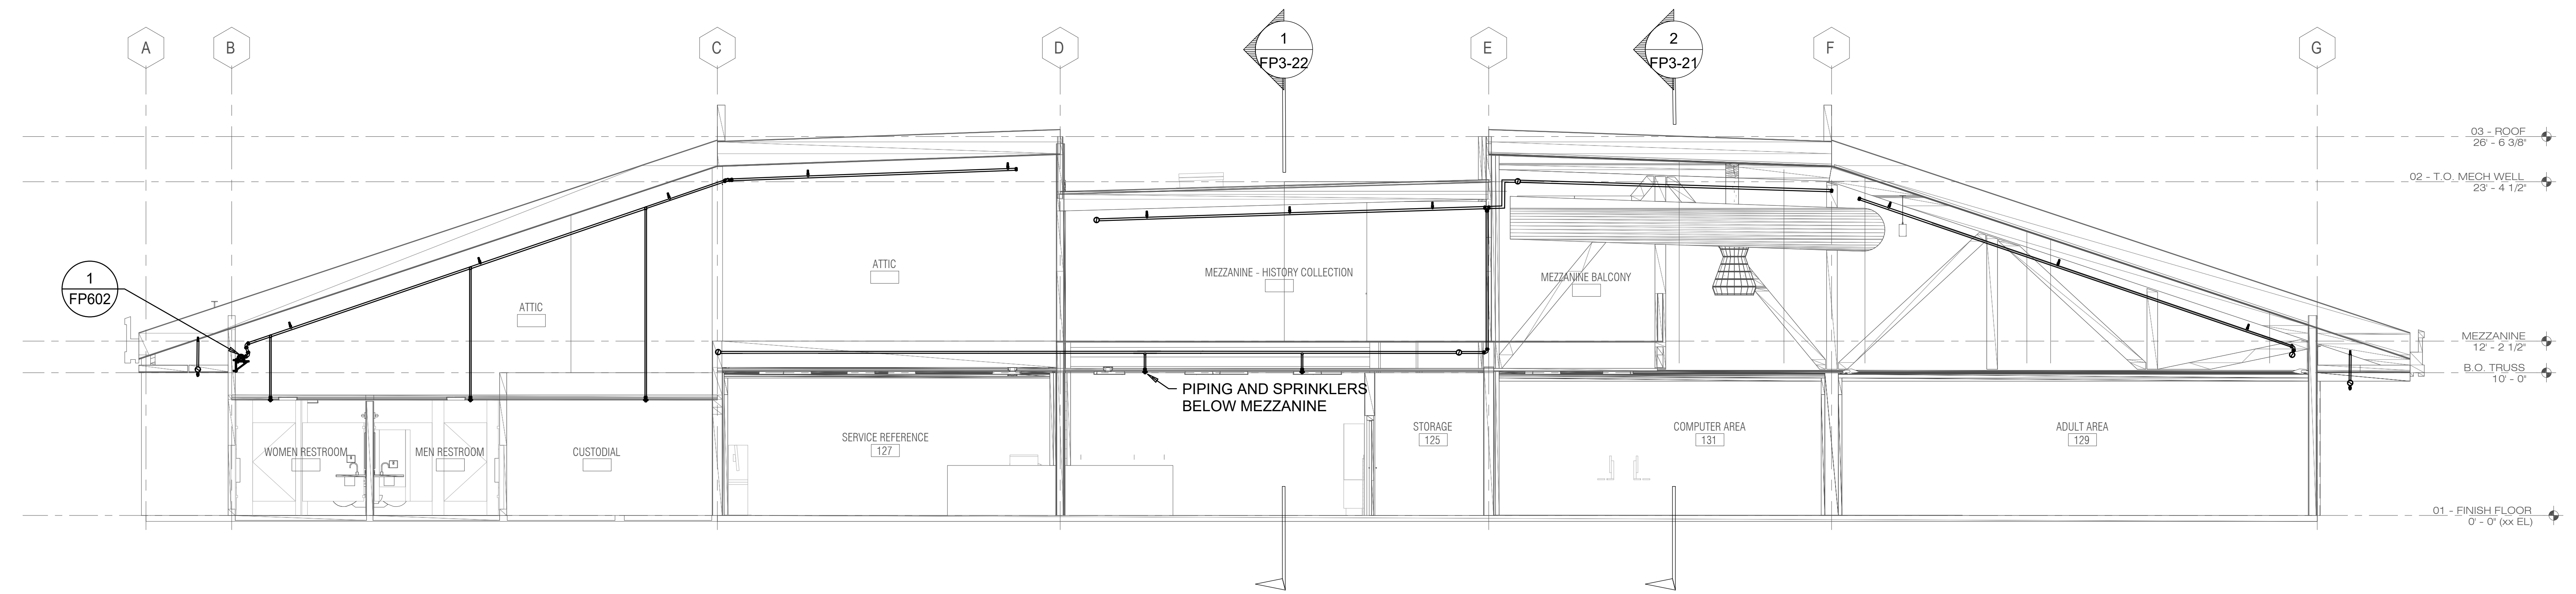 A
B
C
D
1
FP3-22
E
2
FP3-21
F
G
03 - ROOF
26' - 6 3/8"
02 - T.O. MECH WELL
23' - 4 1/2"
ATTIC
MEZZANINE - HISTORY COLLECTION
MEZZANINE BALCONY
1
FP602
ATTIC
MEZZANINE
12' - 2 1/2"
B.O. TRUSS
10' - 0"
PIPING AND SPRINKLERS
BELOW MEZZANINE
WOMEN RESTROOM
MEN RESTROOM
CUSTODIAL
SERVICE REFERENCE
127
STORAGE
125
COMPUTER AREA
131
ADULT AREA
129
01 - FINISH FLOOR
0' - 0" (xx EL)